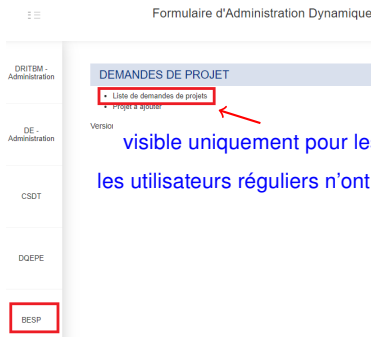 Formulaire d'Administration Dynamique
DRITBM -
Administration
DEMANDES DE PROJET
Liste de demandes de projets
Projet à ajouter
DE -
Administration
Version
visible uniquement pour les
les utilisateurs réguliers n'ont
CSDT
DQEPE
BESP